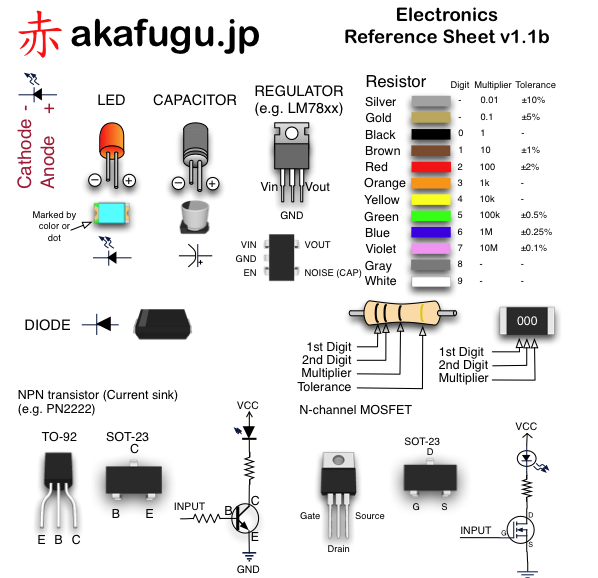 赤 akafugu.jp
Electronics
Reference Sheet v1.1b
Cathode -
Anode +
LED
CAPACITOR
REGULATOR
(e.g. LM78xx)
− +
− +
Vin Vout
GND
Marked by
color or
dot
+
VIN VOUT
GND
EN NOISE (CAP)
Resistor Digit Multiplier Tolerance
Silver - 0.01 ±10%
Gold - 0.1 ±5%
Black 0 1 -
Brown 1 10 ±1%
Red 2 100 ±2%
Orange 3 1k -
Yellow 4 10k -
Green 5 100k ±0.5%
Blue 6 1M ±0.25%
Violet 7 10M ±0.1%
Gray 8 - -
White 9 - -
DIODE
1st Digit
2nd Digit
Multiplier
Tolerance
000
1st Digit
2nd Digit
Multiplier
NPN transistor (Current sink)
(e.g. PN2222)
TO-92
E B C
SOT-23
C
B E
VCC
INPUT
B
C
E
GND
N-channel MOSFET
Gate Source
Drain
SOT-23
D
G S
VCC
INPUT
D
G
S